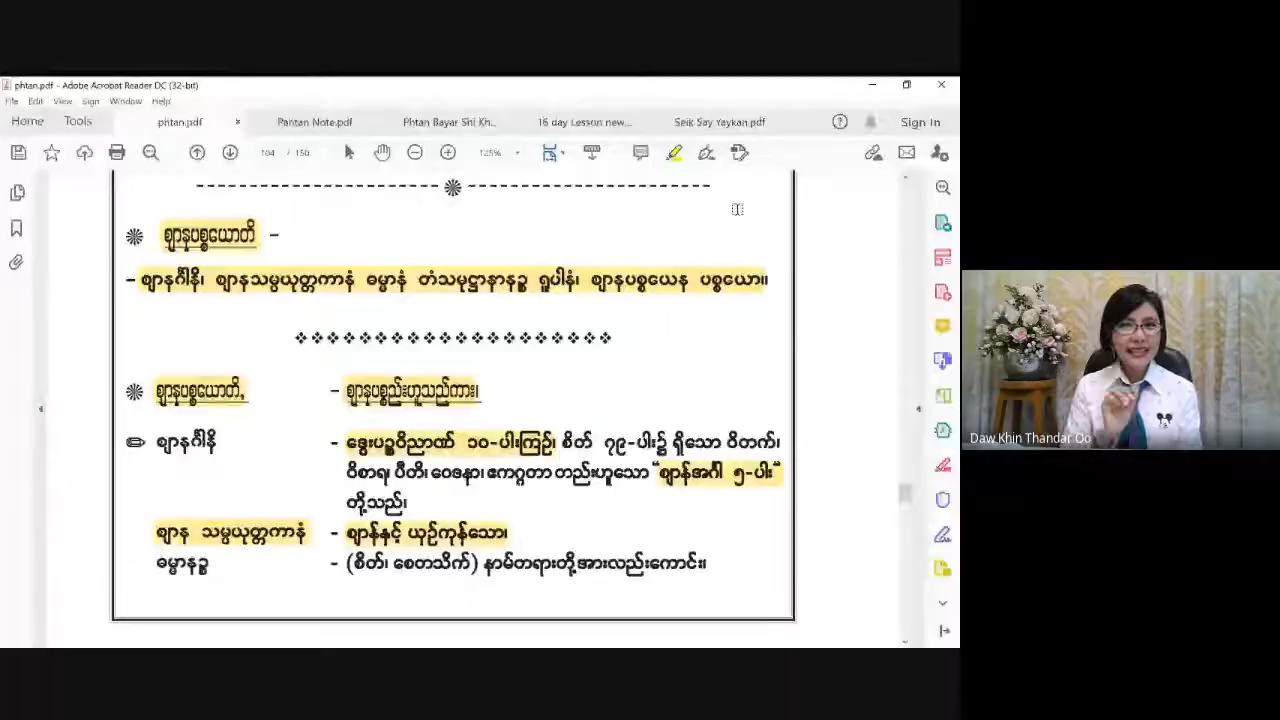 phtan.pdf - Adobe Acrobat Reader DC (32-bit)
File Edit View Sign Window Help
Home Tools phtan.pdf × Pahtan Note.pdf Phtan Bayar Shi Kh... 16 day Lesson new... Seik Say Yaykan.pdf Sign In
104 / 150 125%
ဈာနပစ္စယောတိ –
– ဈာနင်္ဂါနိ၊ ဈာနသမ္ပယုတ္တကာနံ ဓမ္မာနံ တံသမုဋ္ဌာနာနဉ္စ ရူပါနံ၊ ဈာနပစ္စယေန ပစ္စယော။
ဈာနပစ္စယောတိ, – ဈာနပစ္စည်းဟူသည်ကား၊
ဈာနင်္ဂါနိ – ဒွေးပဉ္စဝိညာဏ် ၁၀-ပါးကြဉ်၊ စိတ် ၇၉-ပါး၌ ရှိသော ဝိတက်၊
ဝိစာရ၊ ပီတိ၊ ဝေဒနာ၊ ဧကဂ္ဂတာ တည်းဟူသော “ဈာန်အင်္ဂါ ၅-ပါး“
တို့သည်၊
ဈာန သမ္ပယုတ္တကာနံ – ဈာန်နှင့် ယှဉ်ကုန်သော၊
ဓမ္မာနဉ္စ – (စိတ်၊ စေတသိက်) နာမ်တရားတို့အားလည်းကောင်း၊
Daw Khin Thandar Oo